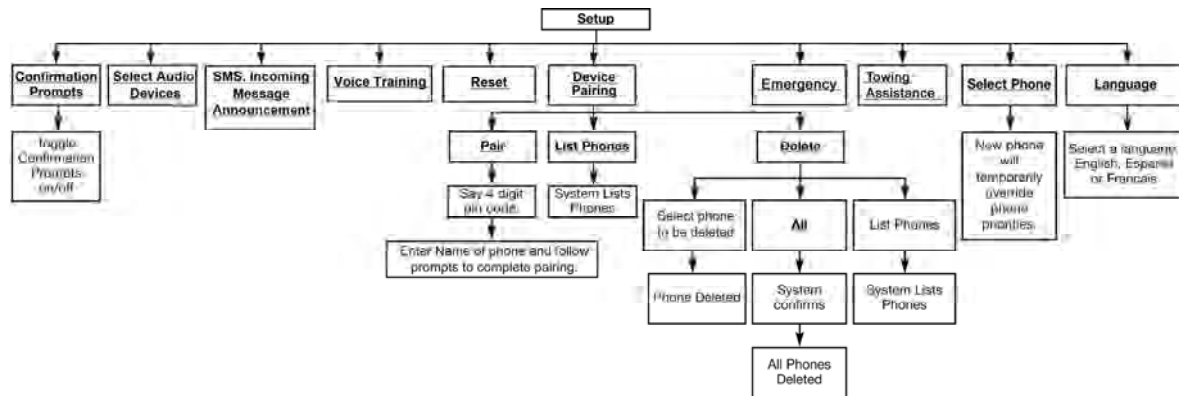 Setup
Confirmation
Prompts
Select Audio
Devices
SMS, Incoming
Message
Announcement
Voice Training
Reset
Device
Pairing
Emergency
Towing
Assistance
Select Phone
Language
Toggle
Confirmation
Prompts
on/off
Pair
List Phones
Delete
New phone
will
temporarily
override
phone
priorities.
Select a language
English, Espanel
or Francais
Say 4 digit
pin code.
System Lists
Phones
Select phone
to be deleted
All
List Phones
Enter Name of phone and follow
prompts to complete pairing.
Phone Deleted
System
confirms
System Lists
Phones
All Phones
Deleted